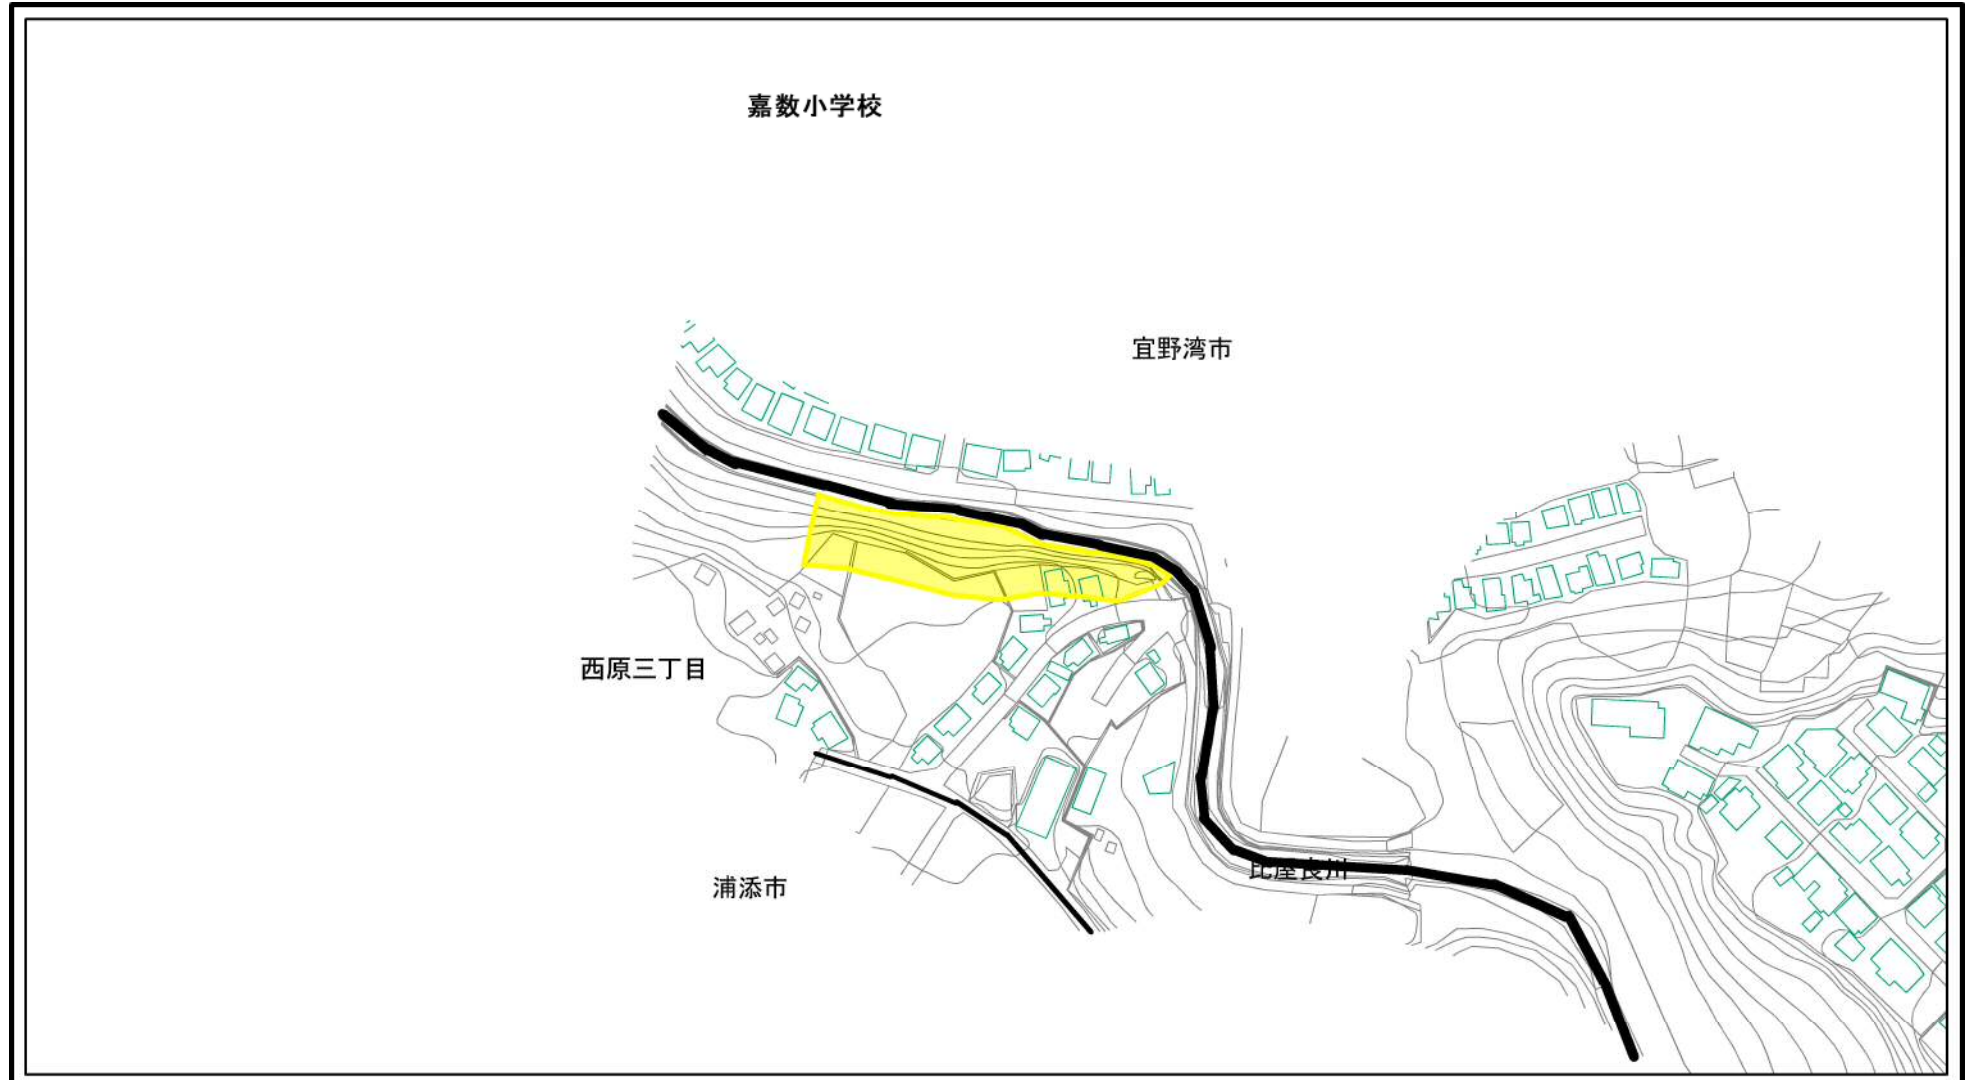 嘉数小学校
宜野湾市
西原三丁目
比屋良川
浦添市